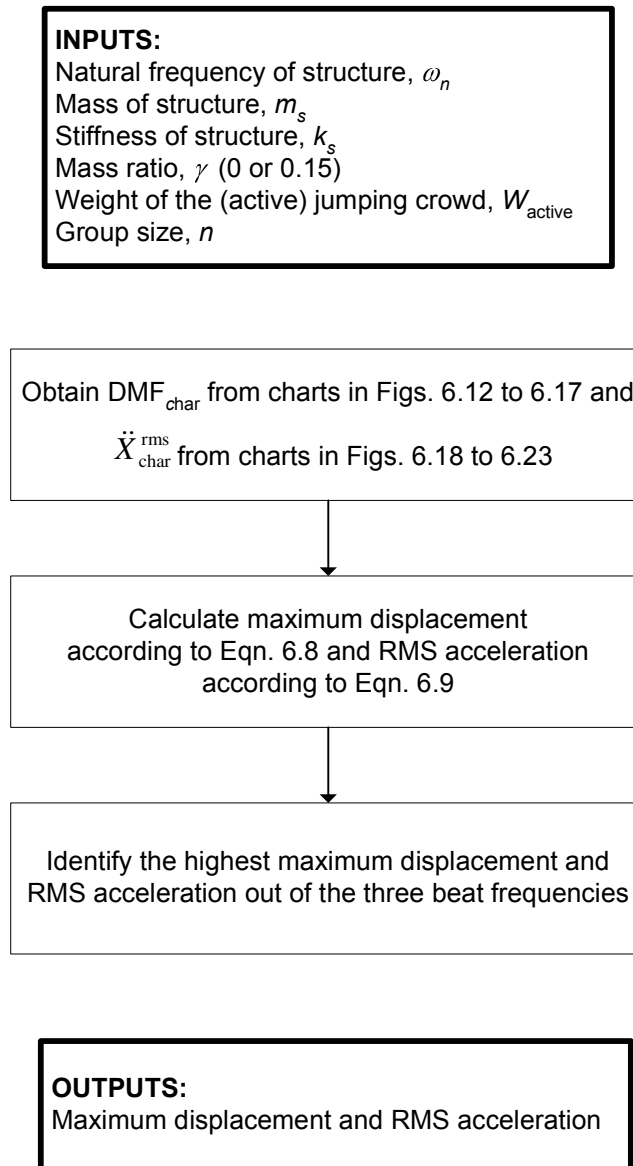 INPUTS:
Natural frequency of structure, ωn
Mass of structure, ms
Stiffness of structure, ks
Mass ratio, γ (0 or 0.15)
Weight of the (active) jumping crowd, Wactive
Group size, n
Obtain DMFchar from charts in Figs. 6.12 to 6.17 and
Ẍ rms char from charts in Figs. 6.18 to 6.23
Calculate maximum displacement
according to Eqn. 6.8 and RMS acceleration
according to Eqn. 6.9
Identify the highest maximum displacement and
RMS acceleration out of the three beat frequencies
OUTPUTS:
Maximum displacement and RMS acceleration